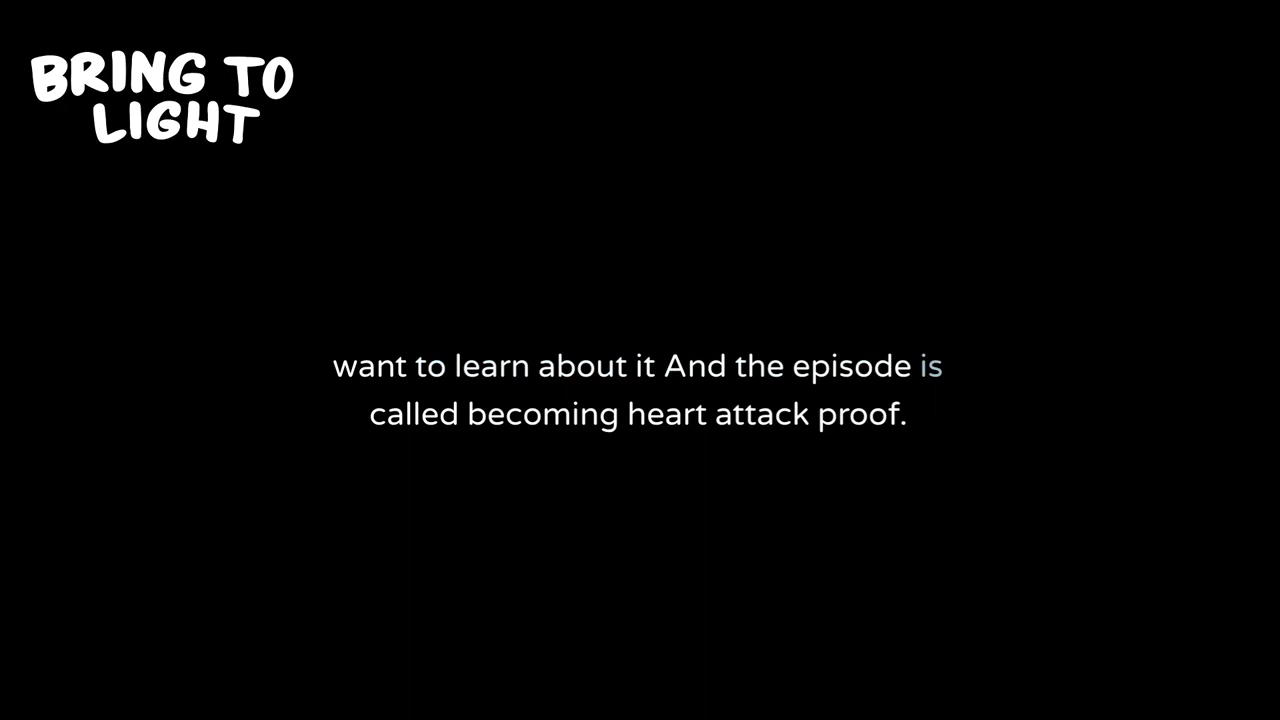 BRING TO
LIGHT
want to learn about it And the episode is
called becoming heart attack proof.